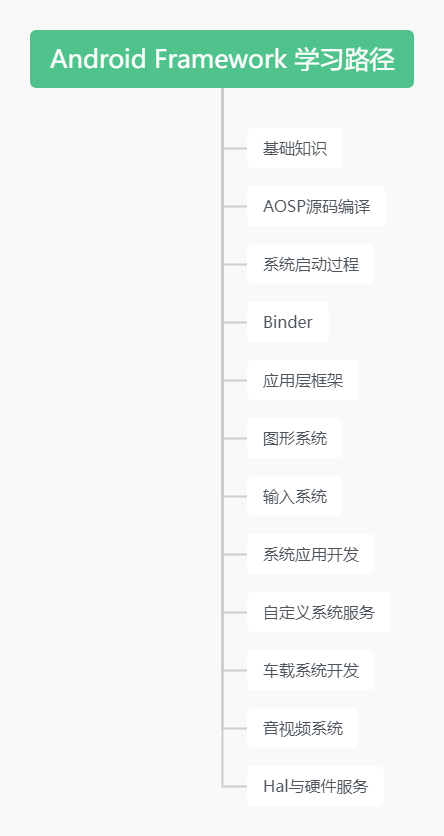 Android Framework 学习路径
基础知识
AOSP源码编译
系统启动过程
Binder
应用层框架
图形系统
输入系统
系统应用开发
自定义系统服务
车载系统开发
音视频系统
Hal与硬件服务